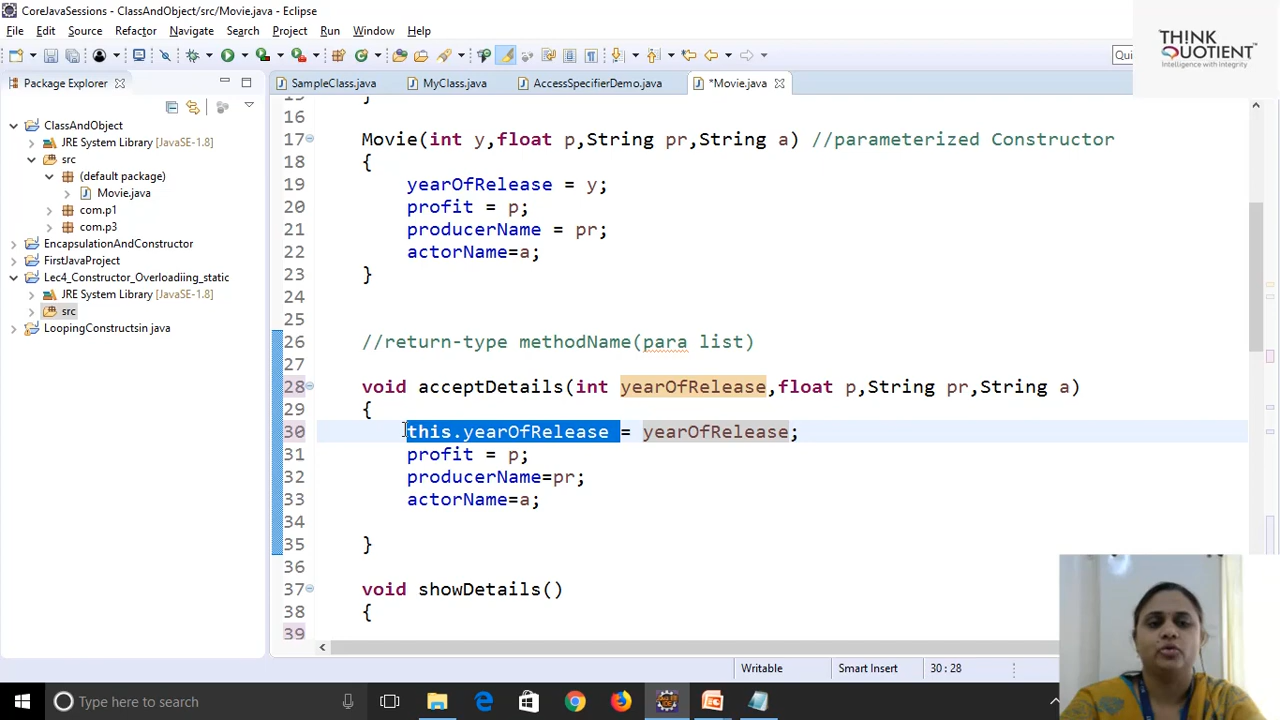 CoreJavaSessions - ClassAndObject/src/Movie.java - Eclipse
File Edit Source Refactor Navigate Search Project Run Window Help
THINK
QUOTIENT
Intelligence with Integrity
Qui
Package Explorer
SampleClass.java MyClass.java AccessSpecifierDemo.java *Movie.java
ClassAndObject
JRE System Library [JavaSE-1.8]
src
(default package)
Movie.java
com.p1
com.p3
EncapsulationAndConstructor
FirstJavaProject
Lec4_Constructor_Overloadiing_static
JRE System Library [JavaSE-1.8]
src
LoopingConstructsin java
15 }
16
17 Movie(int y,float p,String pr,String a) //parameterized Constructor
18 {
19 yearOfRelease = y;
20 profit = p;
21 producerName = pr;
22 actorName=a;
23 }
24
25
26 //return-type methodName(para list)
27
28 void acceptDetails(int yearOfRelease,float p,String pr,String a)
29 {
30 this.yearOfRelease = yearOfRelease;
31 profit = p;
32 producerName=pr;
33 actorName=a;
34
35 }
36
37 void showDetails()
38 {
39
Writable Smart Insert 30 : 28
Type here to search